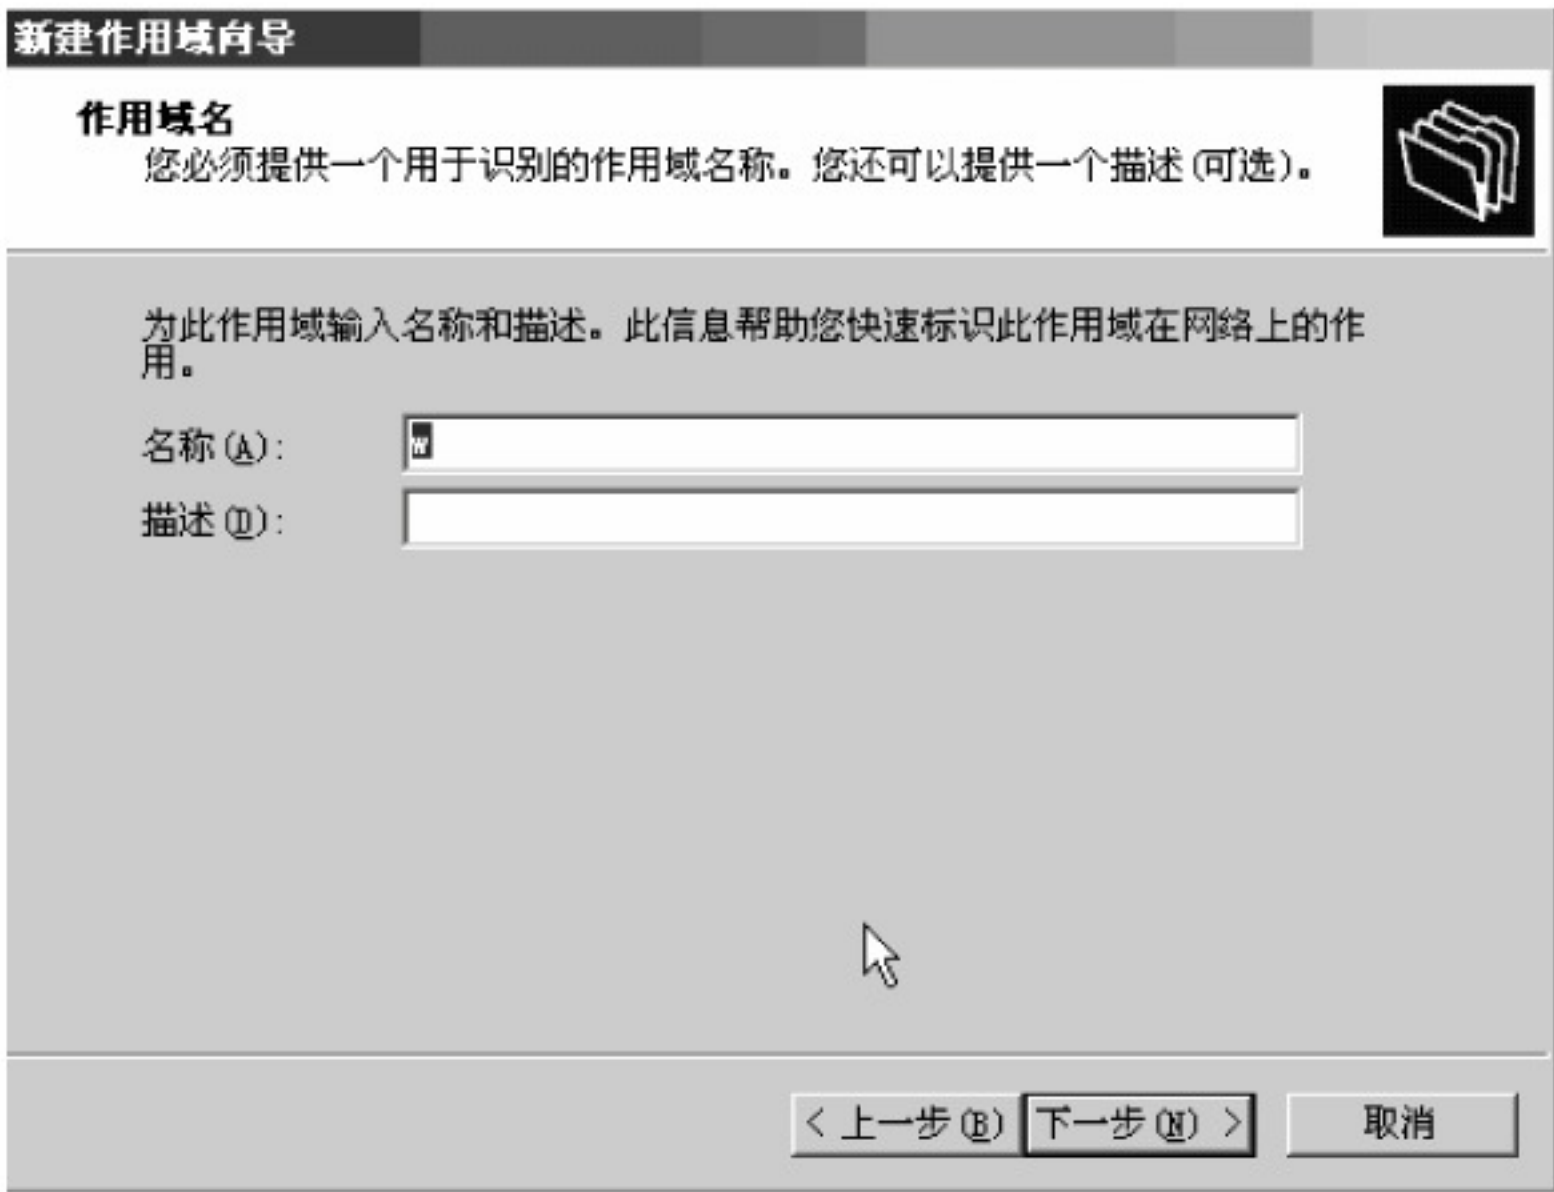 新建作用域向导
作用域名
您必须提供一个用于识别的作用域名称。您还可以提供一个描述(可选)。
为此作用域输入名称和描述。此信息帮助您快速标识此作用域在网络上的作
用。
名称(A):
w
描述(D):
< 上一步(B)
下一步(N) >
取消